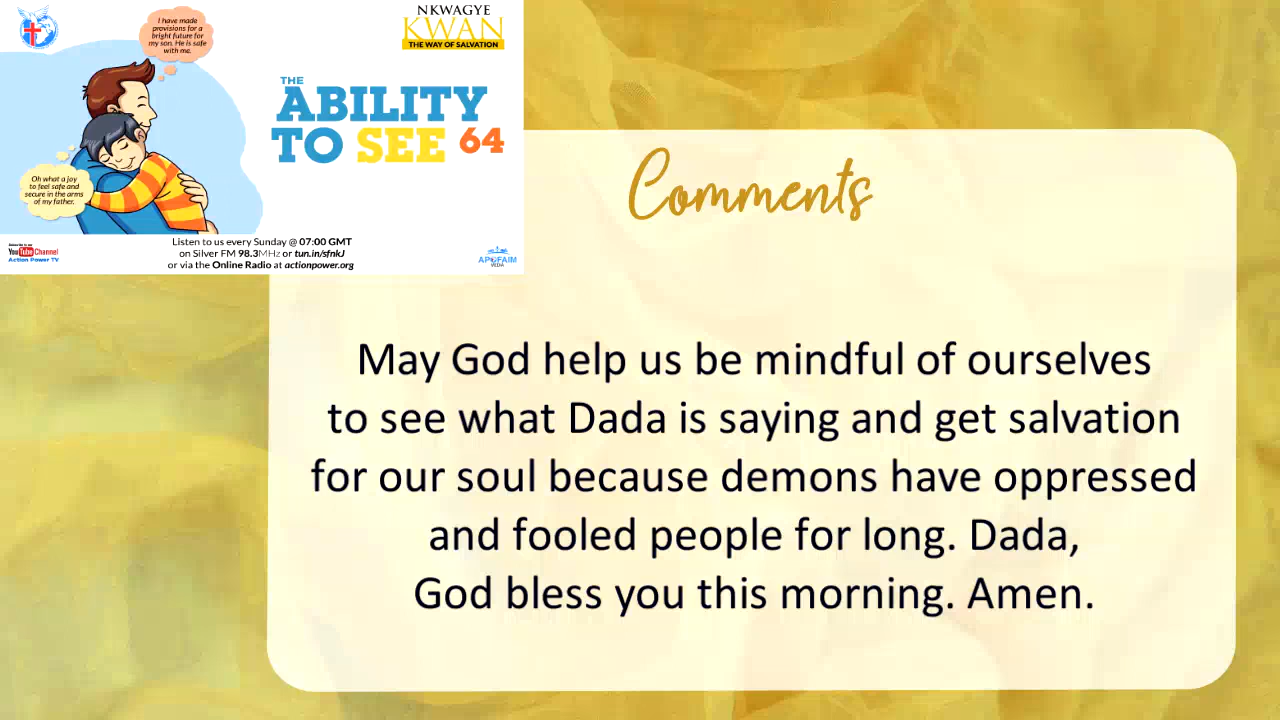 I have made
provisions for a
bright future for
my son. He is safe
with me.
NKWAGYE
KWAN
THE WAY OF SALVATION
THE
ABILITY
TO SEE 64
Oh what a joy
to feel safe and
secure in the arms
of my father.
YouTube Channel
Action Power TV
Listen to us every Sunday @ 07:00 GMT
on Silver FM 98.3MHz or tun.in/sfnkJ
or via the Online Radio at actionpower.org
APOFAIM
MEDIA
Comments
May God help us be mindful of ourselves
to see what Dada is saying and get salvation
for our soul because demons have oppressed
and fooled people for long. Dada,
God bless you this morning. Amen.